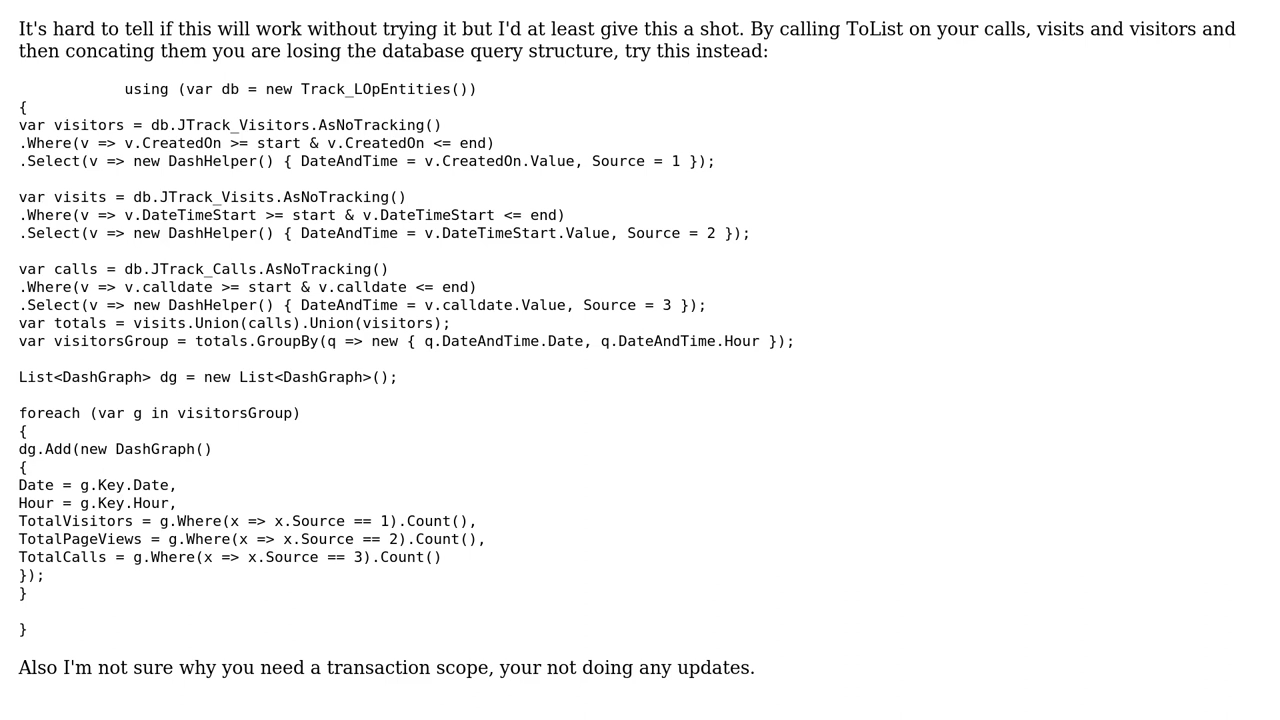 It's hard to tell if this will work without trying it but I'd at least give this a shot. By calling ToList on your calls, visits and visitors and
then concating them you are losing the database query structure, try this instead:
using (var db = new Track_LOpEntities())
{
var visitors = db.JTrack_Visitors.AsNoTracking()
.Where(v => v.CreatedOn >= start & v.CreatedOn <= end)
.Select(v => new DashHelper() { DateAndTime = v.CreatedOn.Value, Source = 1 });
var visits = db.JTrack_Visits.AsNoTracking()
.Where(v => v.DateTimeStart >= start & v.DateTimeStart <= end)
.Select(v => new DashHelper() { DateAndTime = v.DateTimeStart.Value, Source = 2 });
var calls = db.JTrack_Calls.AsNoTracking()
.Where(v => v.calldate >= start & v.calldate <= end)
.Select(v => new DashHelper() { DateAndTime = v.calldate.Value, Source = 3 });
var totals = visits.Union(calls).Union(visitors);
var visitorsGroup = totals.GroupBy(q => new { q.DateAndTime.Date, q.DateAndTime.Hour });
List<DashGraph> dg = new List<DashGraph>();
foreach (var g in visitorsGroup)
{
dg.Add(new DashGraph()
{
Date = g.Key.Date,
Hour = g.Key.Hour,
TotalVisitors = g.Where(x => x.Source == 1).Count(),
TotalPageViews = g.Where(x => x.Source == 2).Count(),
TotalCalls = g.Where(x => x.Source == 3).Count()
});
}
}
Also I'm not sure why you need a transaction scope, your not doing any updates.